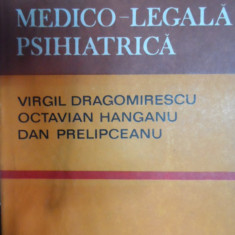 MEDICO-LEGALĂ
PSIHIATRICĂ
VIRGIL DRAGOMIRESCU
OCTAVIAN HANGANU
DAN PRELIPCEANU